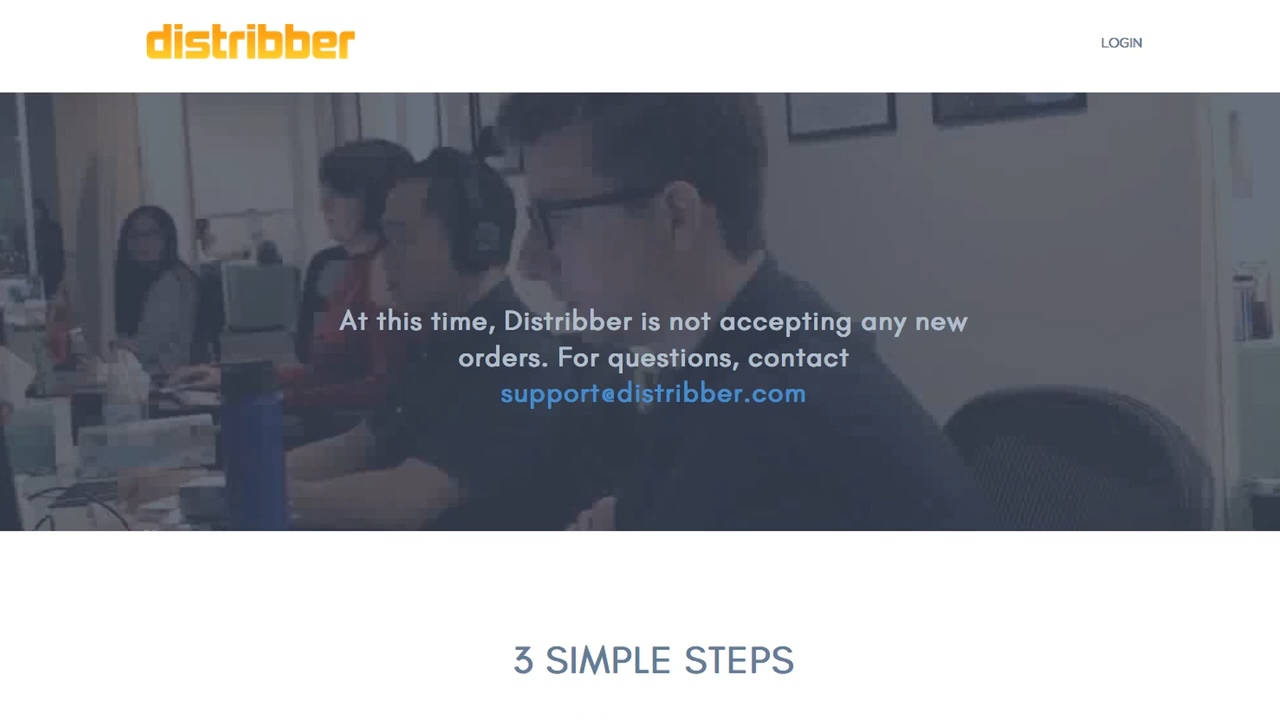 distribber
LOGIN
At this time, Distribber is not accepting any new
orders. For questions, contact
support@distribber.com
3 SIMPLE STEPS